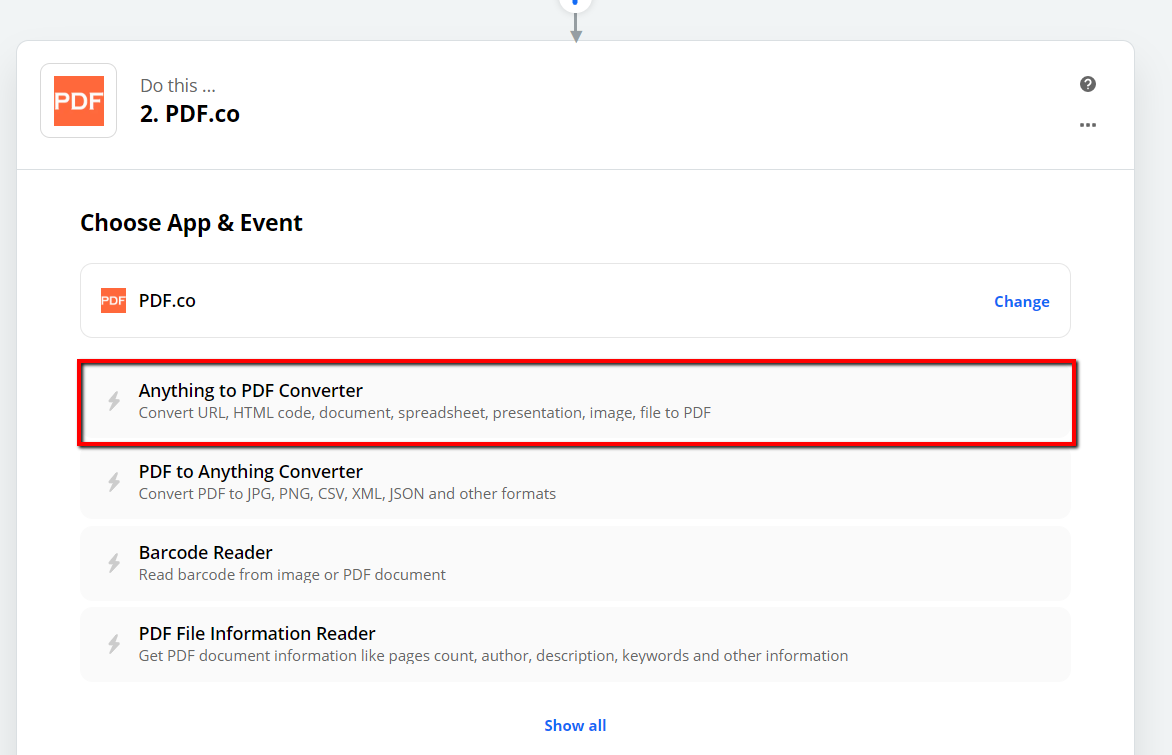 Do this ...
PDF
2. PDF.co
Choose App & Event
PDF PDF.co Change
Anything to PDF Converter
Convert URL, HTML code, document, spreadsheet, presentation, image, file to PDF
PDF to Anything Converter
Convert PDF to JPG, PNG, CSV, XML, JSON and other formats
Barcode Reader
Read barcode from image or PDF document
PDF File Information Reader
Get PDF document information like pages count, author, description, keywords and other information
Show all